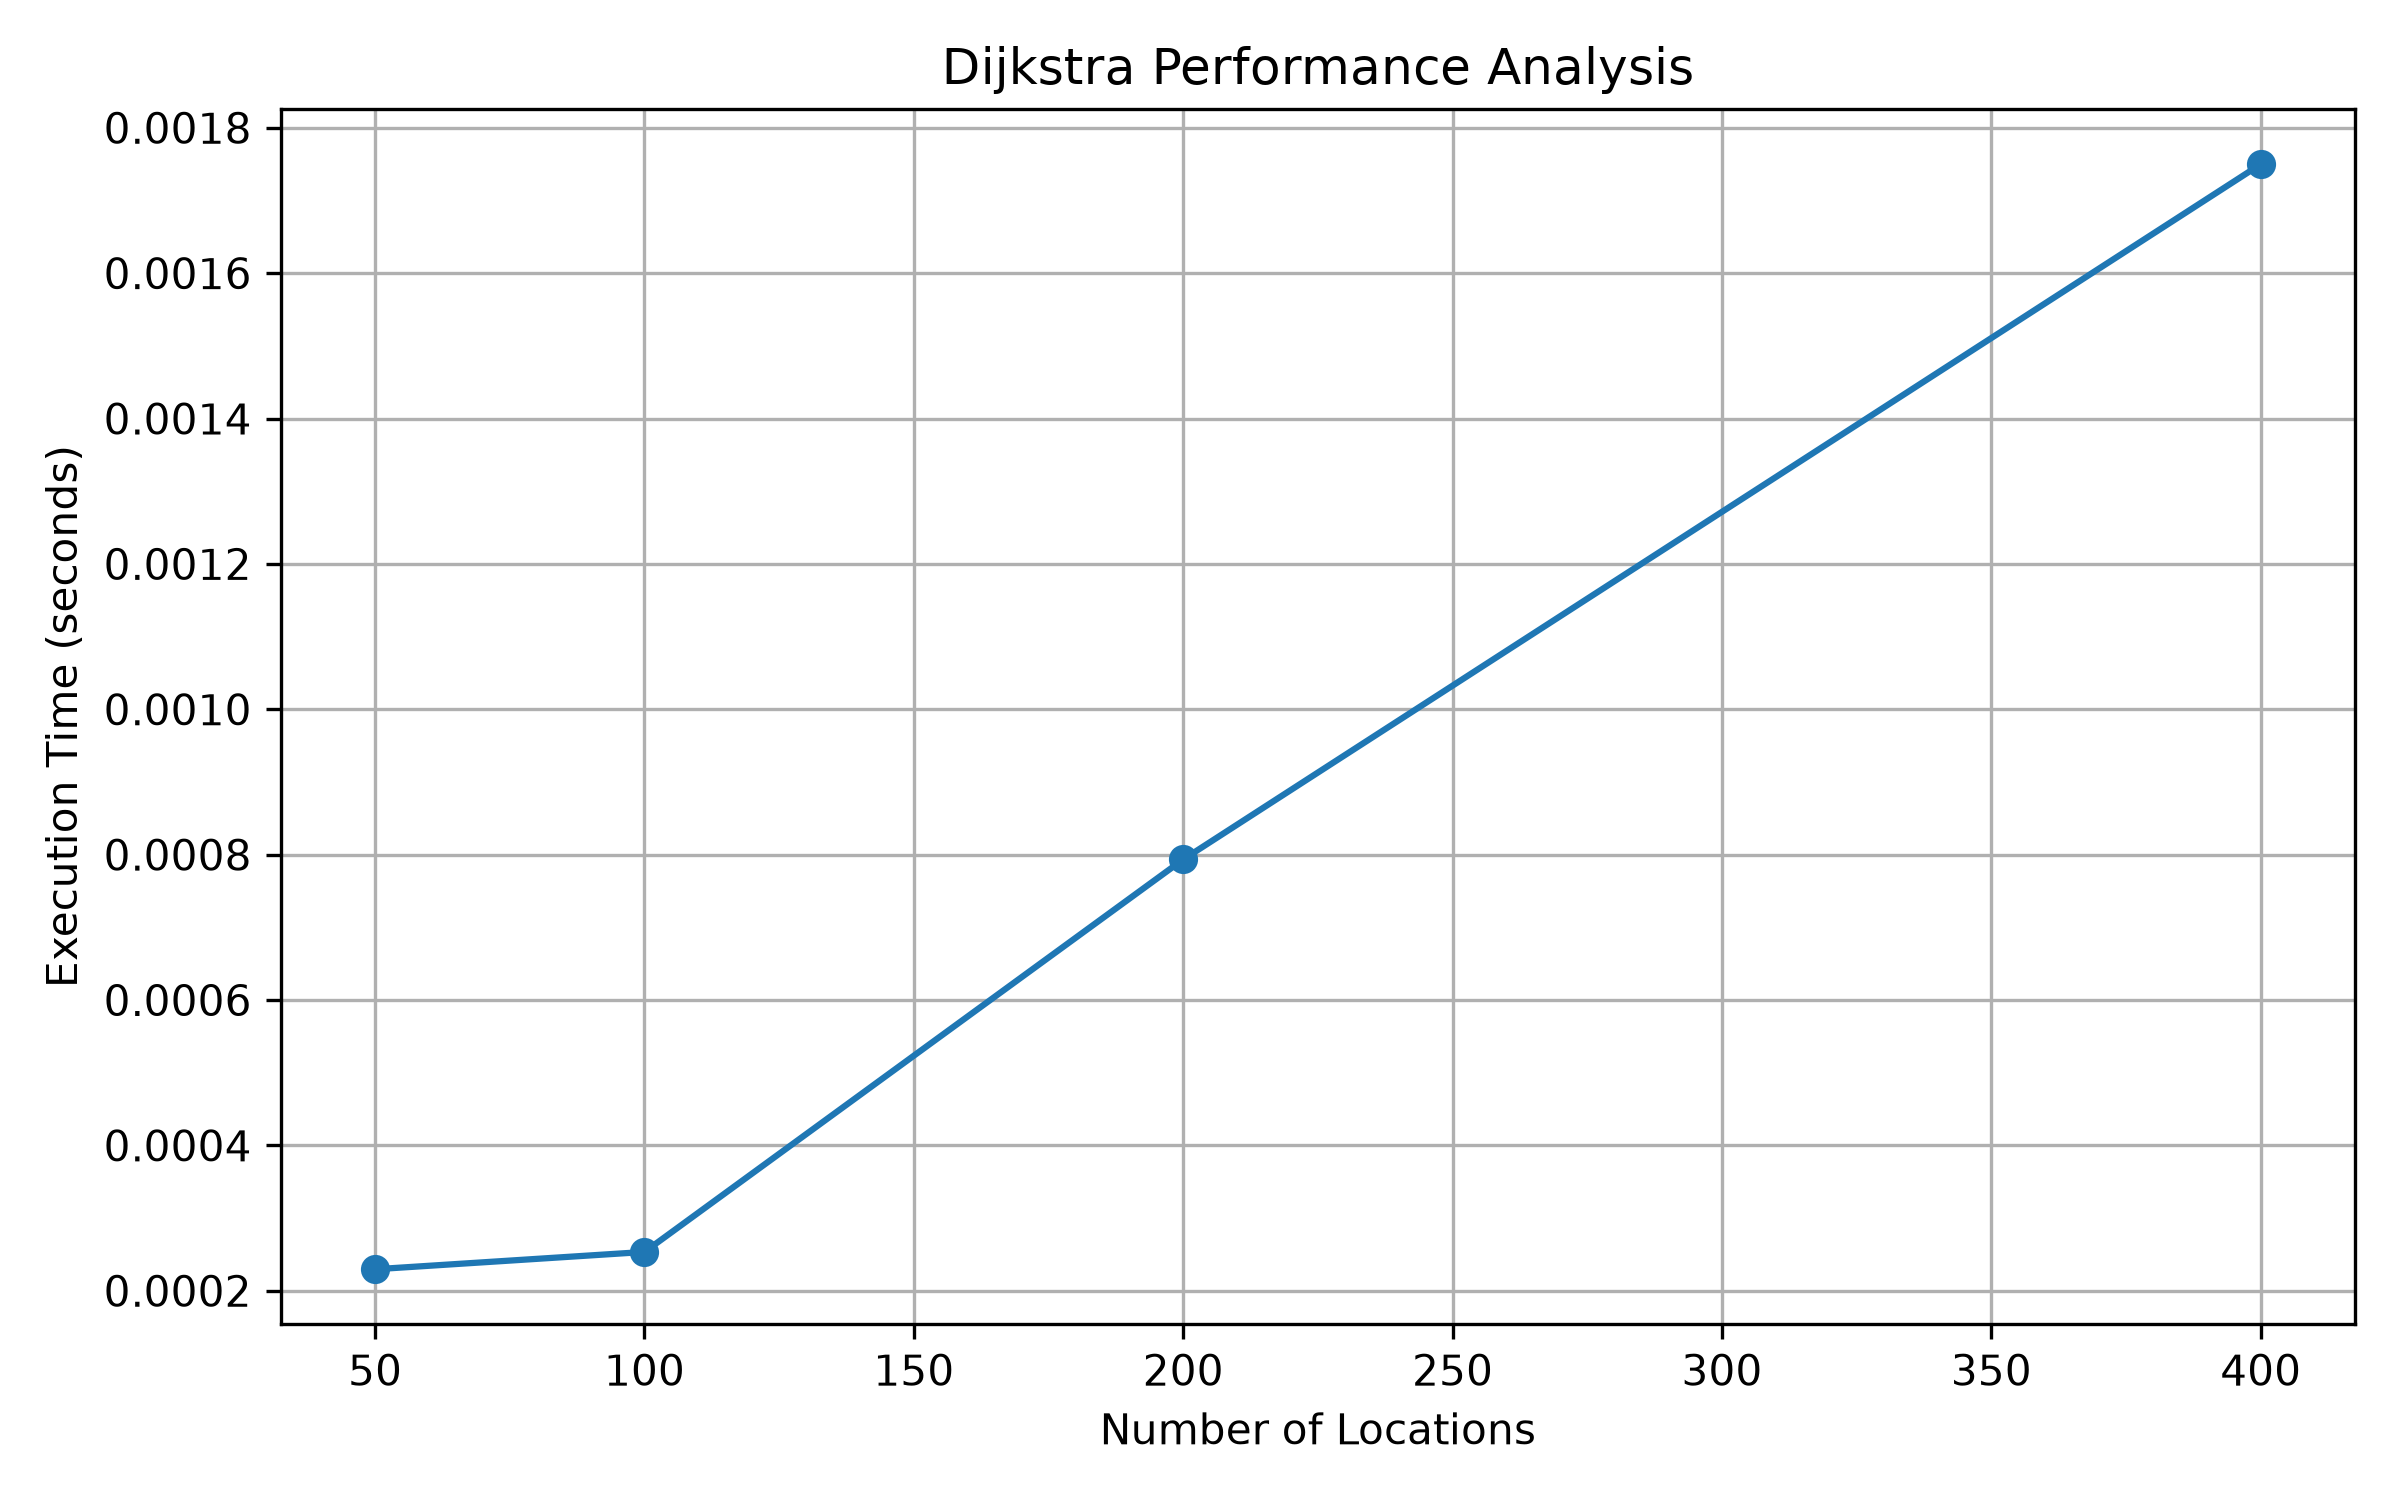 Dijkstra Performance Analysis
0.0018
0.0016
0.0014
0.0012
0.0010
0.0008
0.0006
0.0004
0.0002
Execution Time (seconds)
50 100 150 200 250 300 350 400
Number of Locations